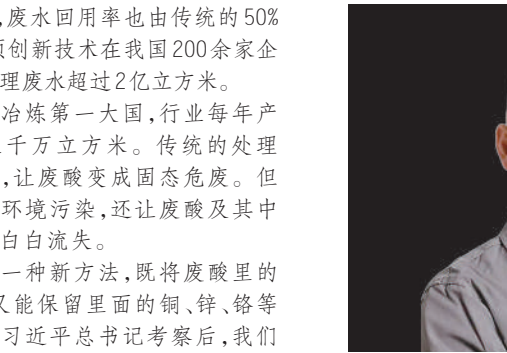 ,废水回用率也由传统的50%
创新技术在我国200余家企
理废水超过2亿立方米。
冶炼第一大国,行业每年产
千万立方米。传统的处理
,让废酸变成固态危废。但
环境污染,还让废酸及其中
白白流失。
一种新方法,既将废酸里的
又能保留里面的铜、锌、铬等
习近平总书记考察后,我们